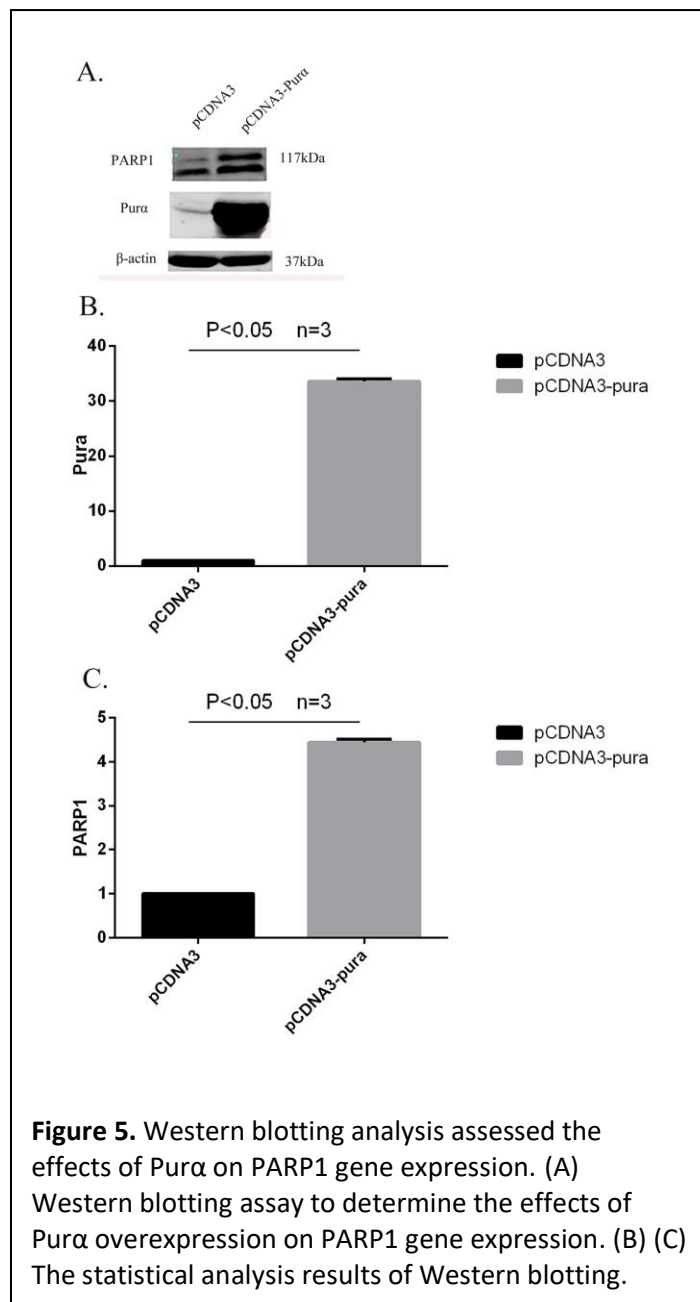 A.
pCDNA3
pCDNA3-Purα
PARP1
117kDa
Purα
β-actin
37kDa
B.
P<0.05 n=3
40
30
20
10
0
Pura
pCDNA3
pCDNA3-pura
pCDNA3
pCDNA3-pura
C.
P<0.05 n=3
5
4
3
2
1
0
PARP1
pCDNA3
pCDNA3-pura
pCDNA3
pCDNA3-pura
Figure 5. Western blotting analysis assessed the
effects of Purα on PARP1 gene expression. (A)
Western blotting assay to determine the effects of
Purα overexpression on PARP1 gene expression. (B) (C)
The statistical analysis results of Western blotting.